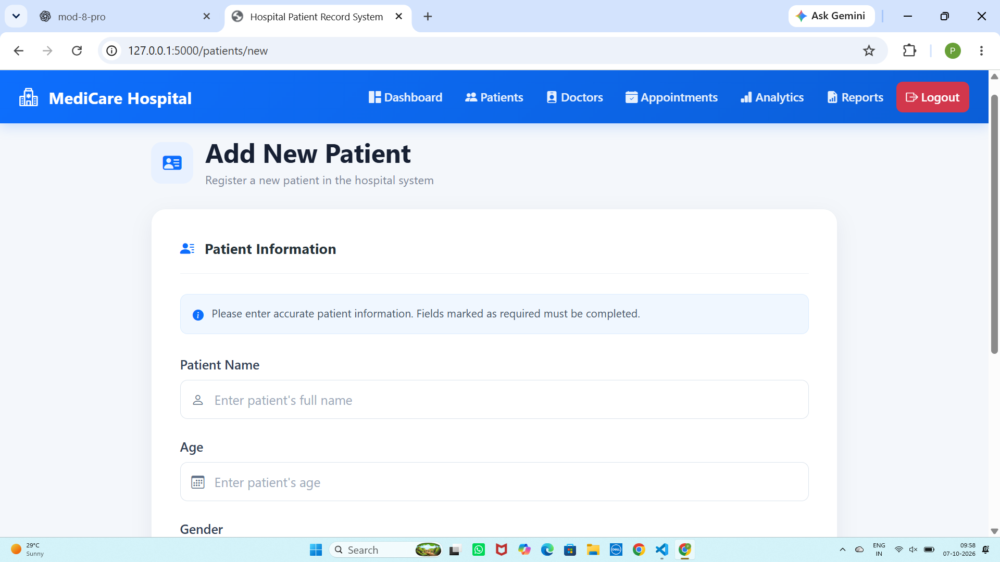 mod-8-pro
Hospital Patient Record System
Ask Gemini
127.0.0.1:5000/patients/new
P
MediCare Hospital
Dashboard
Patients
Doctors
Appointments
Analytics
Reports
Logout
Add New Patient
Register a new patient in the hospital system
Patient Information
Please enter accurate patient information. Fields marked as required must be completed.
Patient Name
Enter patient's full name
Age
Enter patient's age
Gender
29°C
Sunny
Search
DELL
P
ENG
IN
09:58
07-10-2026